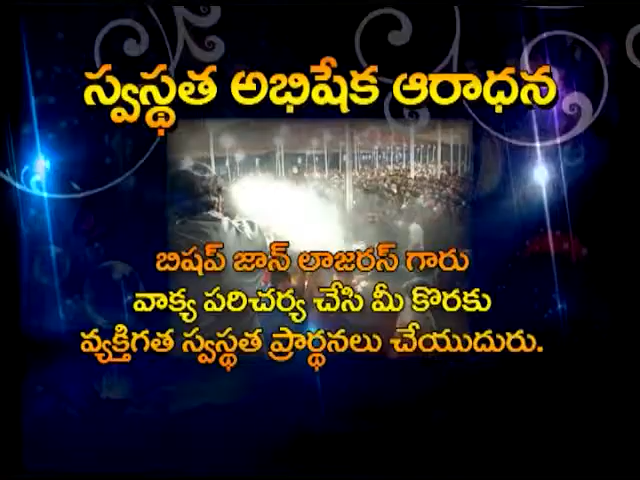 స్వస్థత అభిషేక ఆరాధన
బిషప్ జాన్ లాజరస్ గారు
వాక్య పరిచర్య చేసి మీ కొరకు
వ్యక్తిగత స్వస్థత ప్రార్థనలు చేయుదురు.